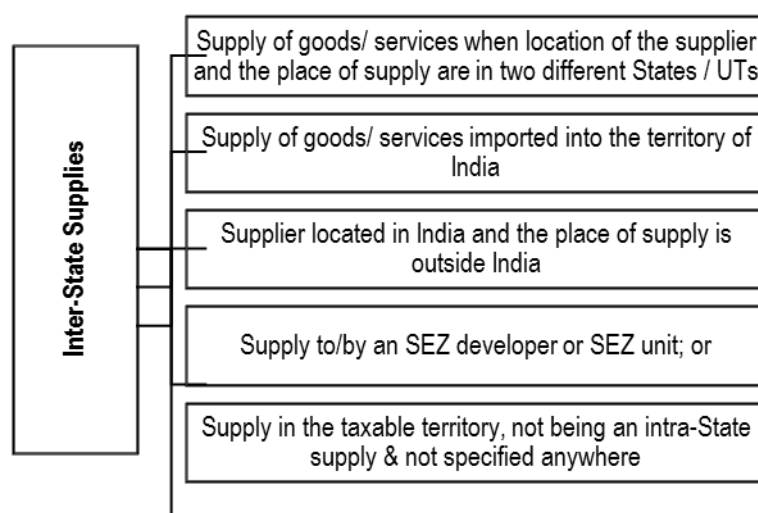 Inter-State Supplies
Supply of goods/ services when location of the supplier
and the place of supply are in two different States / UTs
Supply of goods/ services imported into the territory of
India
Supplier located in India and the place of supply is
outside India
Supply to/by an SEZ developer or SEZ unit; or
Supply in the taxable territory, not being an intra-State
supply & not specified anywhere